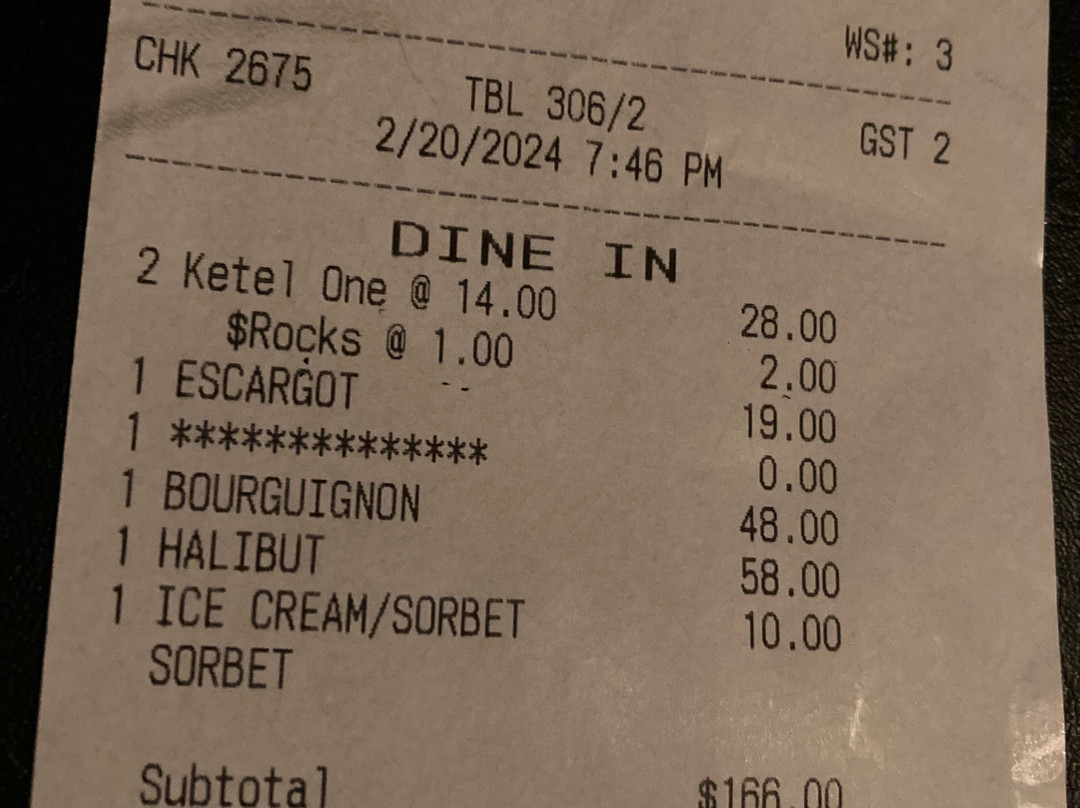 WS#: 3
CHK 2675 TBL 306/2 GST 2
2/20/2024 7:46 PM
DINE IN
2 Ketel One @ 14.00 28.00
$Rocks @ 1.00 2.00
1 ESCARGOT 19.00
1 ************** 0.00
1 BOURGUIGNON 48.00
1 HALIBUT 58.00
1 ICE CREAM/SORBET 10.00
SORBET
Subtotal $166.00